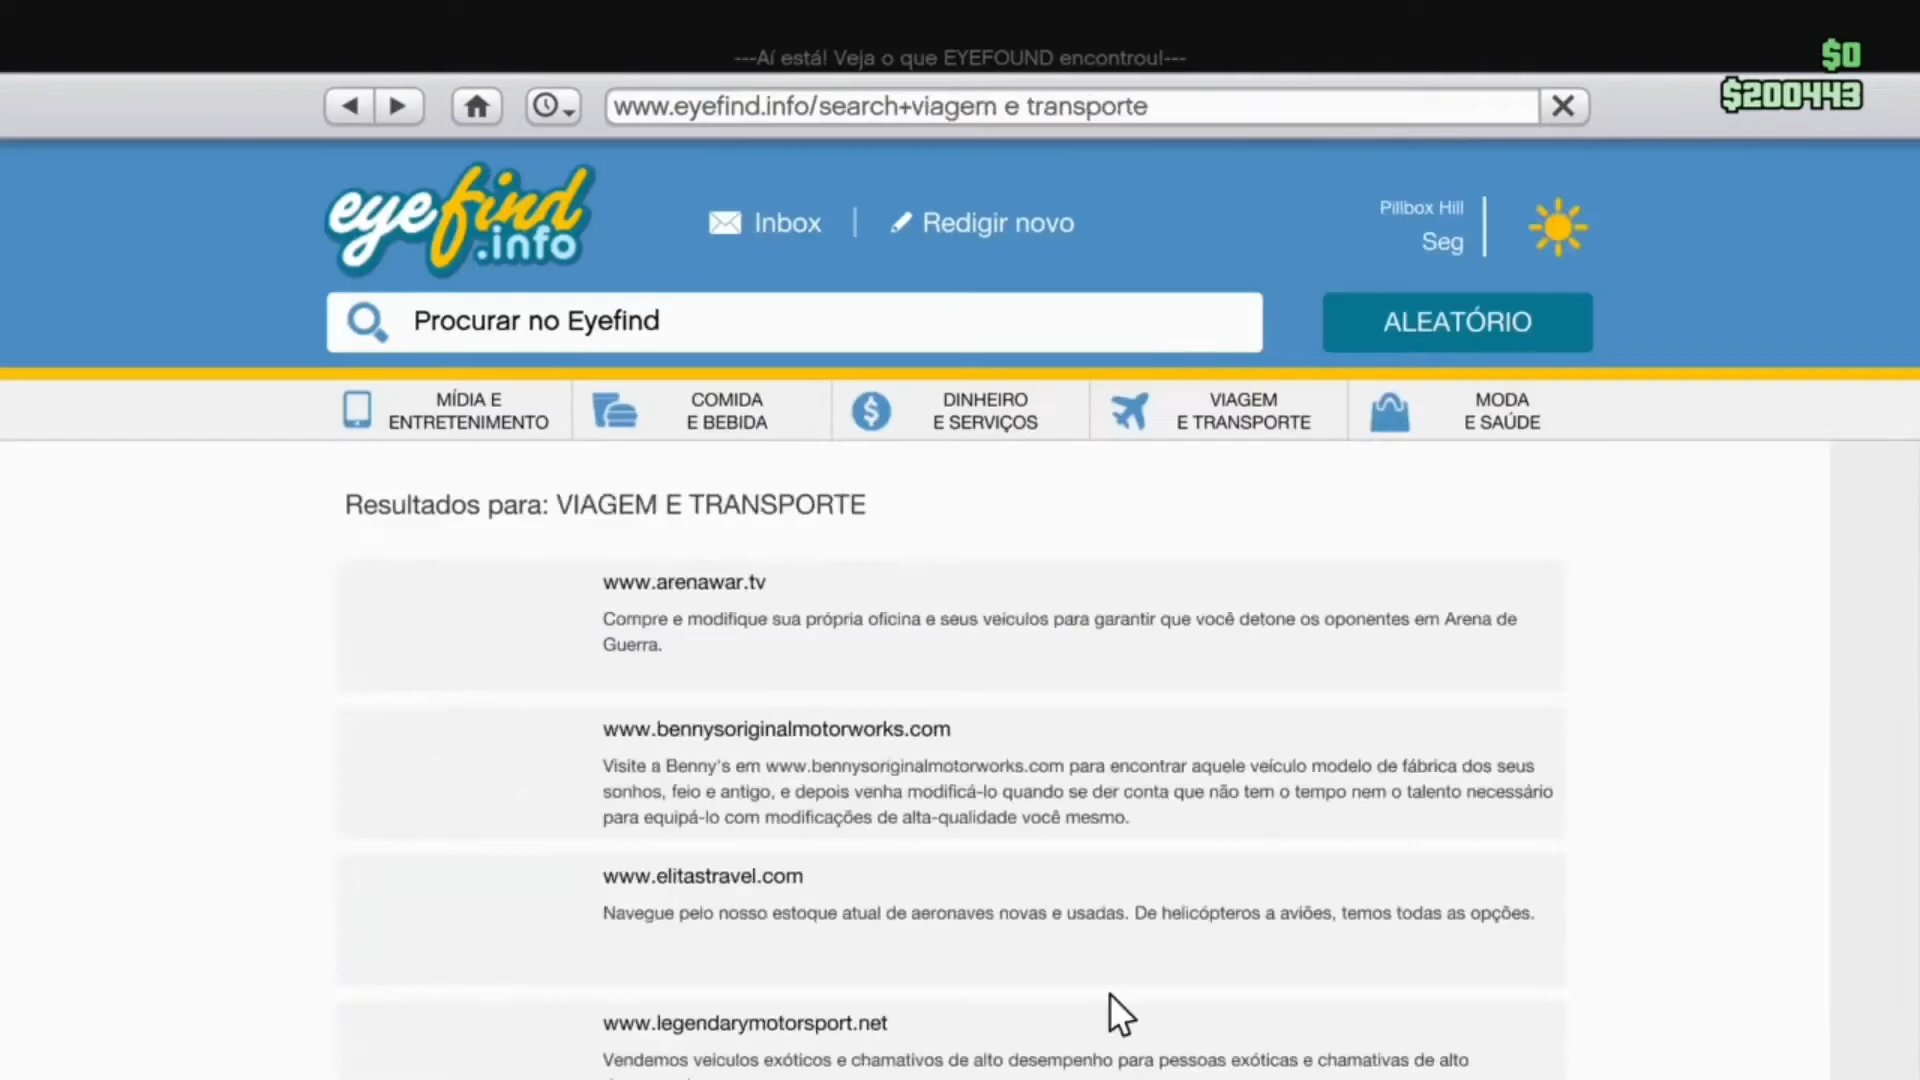 ---Aí está! Veja o que EYEFOUND encontrou!---
$0
$200443
www.eyefind.info/search+viagem e transporte
eyefind
.info
Inbox
Redigir novo
Pillbox Hill
Seg
Procurar no Eyefind
ALEATÓRIO
MÍDIA E
ENTRETENIMENTO
COMIDA
E BEBIDA
DINHEIRO
E SERVIÇOS
VIAGEM
E TRANSPORTE
MODA
E SAÚDE
Resultados para: VIAGEM E TRANSPORTE
www.arenawar.tv
Compre e modifique sua própria oficina e seus veículos para garantir que você detone os oponentes em Arena de
Guerra.
www.bennysoriginalmotorworks.com
Visite a Benny's em www.bennysoriginalmotorworks.com para encontrar aquele veículo modelo de fábrica dos seus
sonhos, feio e antigo, e depois venha modificá-lo quando se der conta que não tem o tempo nem o talento necessário
para equipá-lo com modificações de alta-qualidade você mesmo.
www.elitastravel.com
Navegue pelo nosso estoque atual de aeronaves novas e usadas. De helicópteros a aviões, temos todas as opções.
www.legendarymotorsport.net
Vendemos veículos exóticos e chamativos de alto desempenho para pessoas exóticas e chamativas de alto